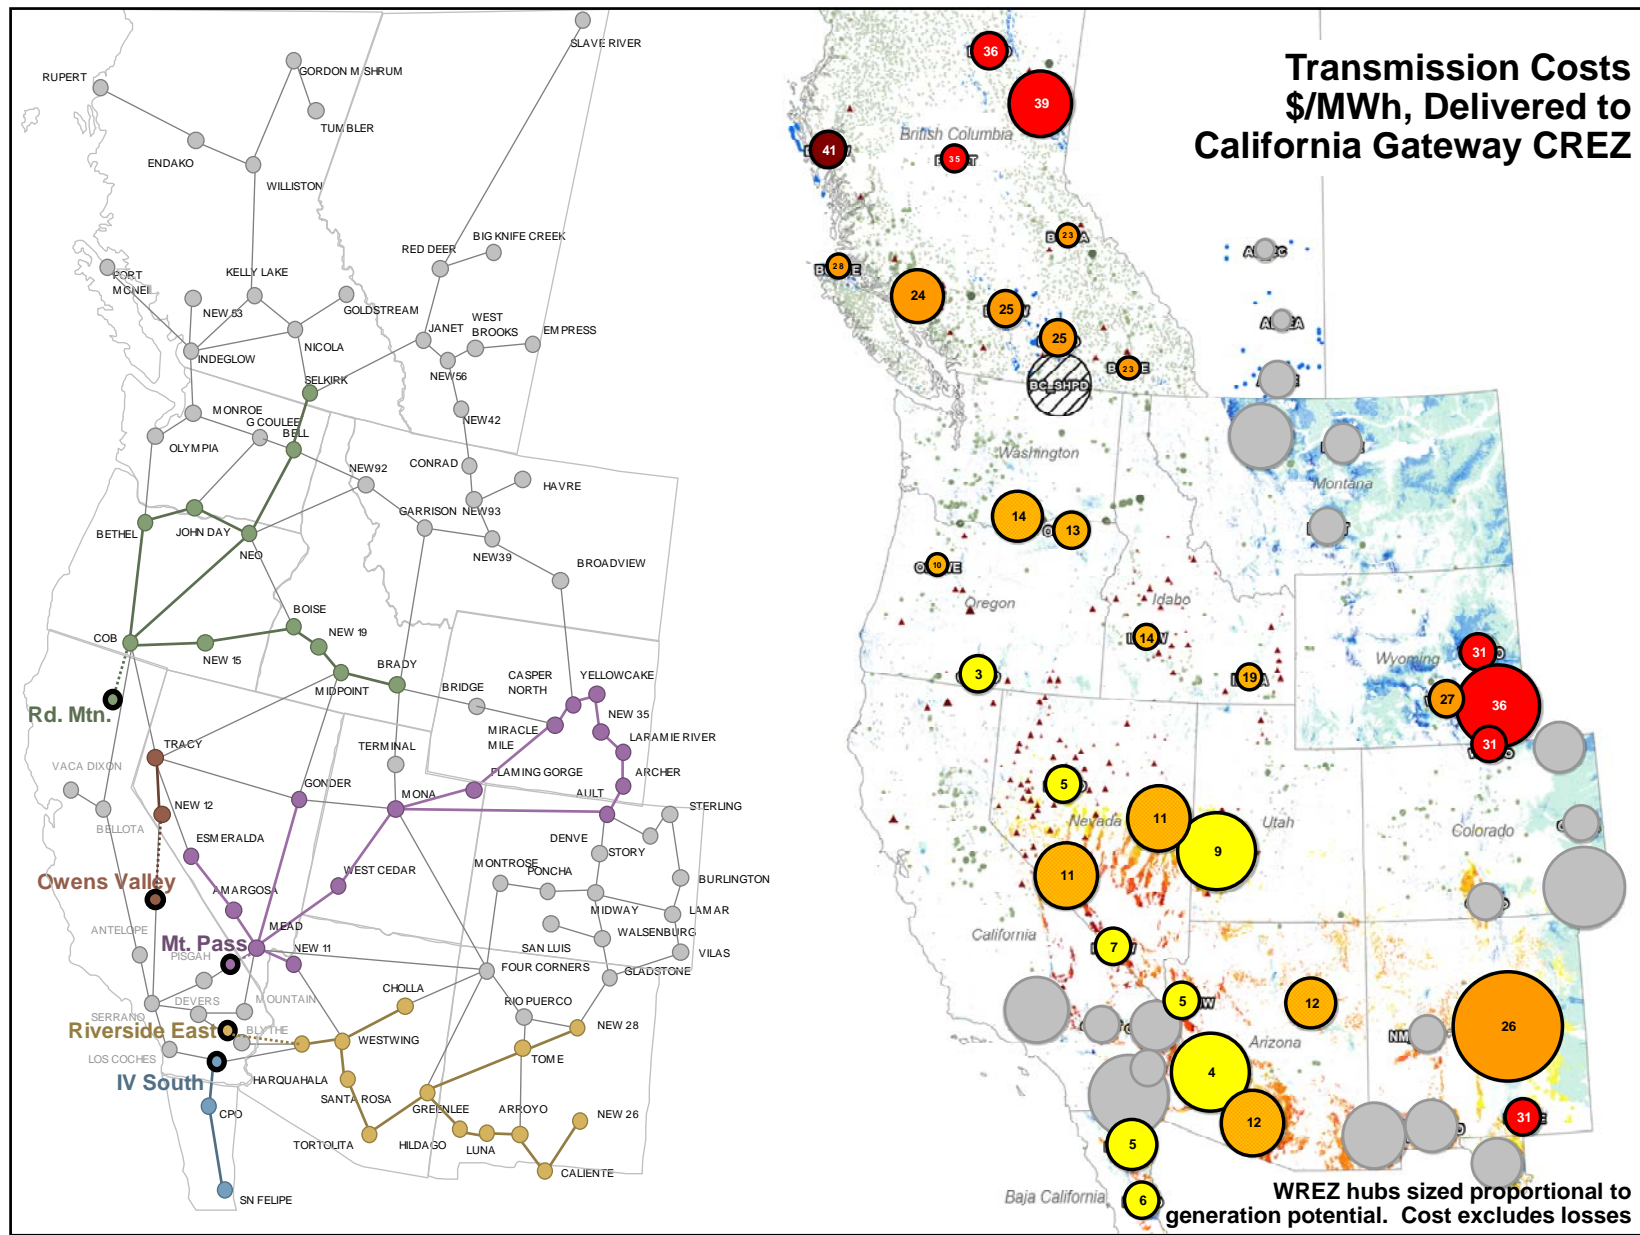 Transmission Costs
$/MWh, Delivered to
California Gateway CREZ
SLAVE RIVER
RUPERT
GORDON M SHRUM
TUMBLER
ENDAKO
WILLISTON
RED DEER
BIG KNIFE CREEK
PORT
MCNEIL
KELLY LAKE
NEW 53
GOLDSTREAM
JANET
WEST
BROOKS
EMPRESS
INDEGLOW
NICOLA
SELKIRK
NEW56
MONROE
G COULEE
BELL
NEW42
OLYMPIA
CONRAD
NEW92
HAVRE
BETHEL
JOHN DAY
NEO
GARRISON
NEW93
NEW39
BROADVIEW
COB
NEW 15
BOISE
NEW 19
MIDPOINT
BRADY
BRIDGE
CASPER
NORTH
YELLOWCAKE
Rd. Mtn.
MIRACLE
MILE
NEW 35
LARAMIE RIVER
TRACY
TERMINAL
VACA DIXON
GONDER
FLAMING GORGE
ARCHER
NEW 12
MONA
AULT
STERLING
BELLOTA
ESMERALDA
DENVE
STORY
WEST CEDAR
MONTROSE
PONCHA
BURLINGTON
Owens Valley
AMARGOSA
MIDWAY
LAMAR
ANTELOPE
MEAD
WALSENBURG
Mt. Pass
PISGAH
NEW 11
SAN LUIS
VILAS
FOUR CORNERS
GLADSTONE
CHOLLA
DEVERS
MOUNTAIN
SERRANO
RIO PUERCO
NEW 28
Riverside East
BLYTHE
WESTWING
TOME
LOS COCHES
HARQUAHALA
IV South
SANTA ROSA
CPO
GREENLEE
ARROYO
NEW 26
TORTOLITA
HILDAGO
LUNA
CALIENTE
SN FELIPE
36
39
British Columbia
41
35
23
28
24
25
25
23
BC_SHPD
Washington
Montana
14
13
10
Oregon
Idaho
14
3
19
31
Wyoming
27
36
31
5
Nevada
11
Utah
Colorado
9
11
California
7
5
12
26
Arizona
4
12
31
5
Baja California
6
WREZ hubs sized proportional to
generation potential. Cost excludes losses